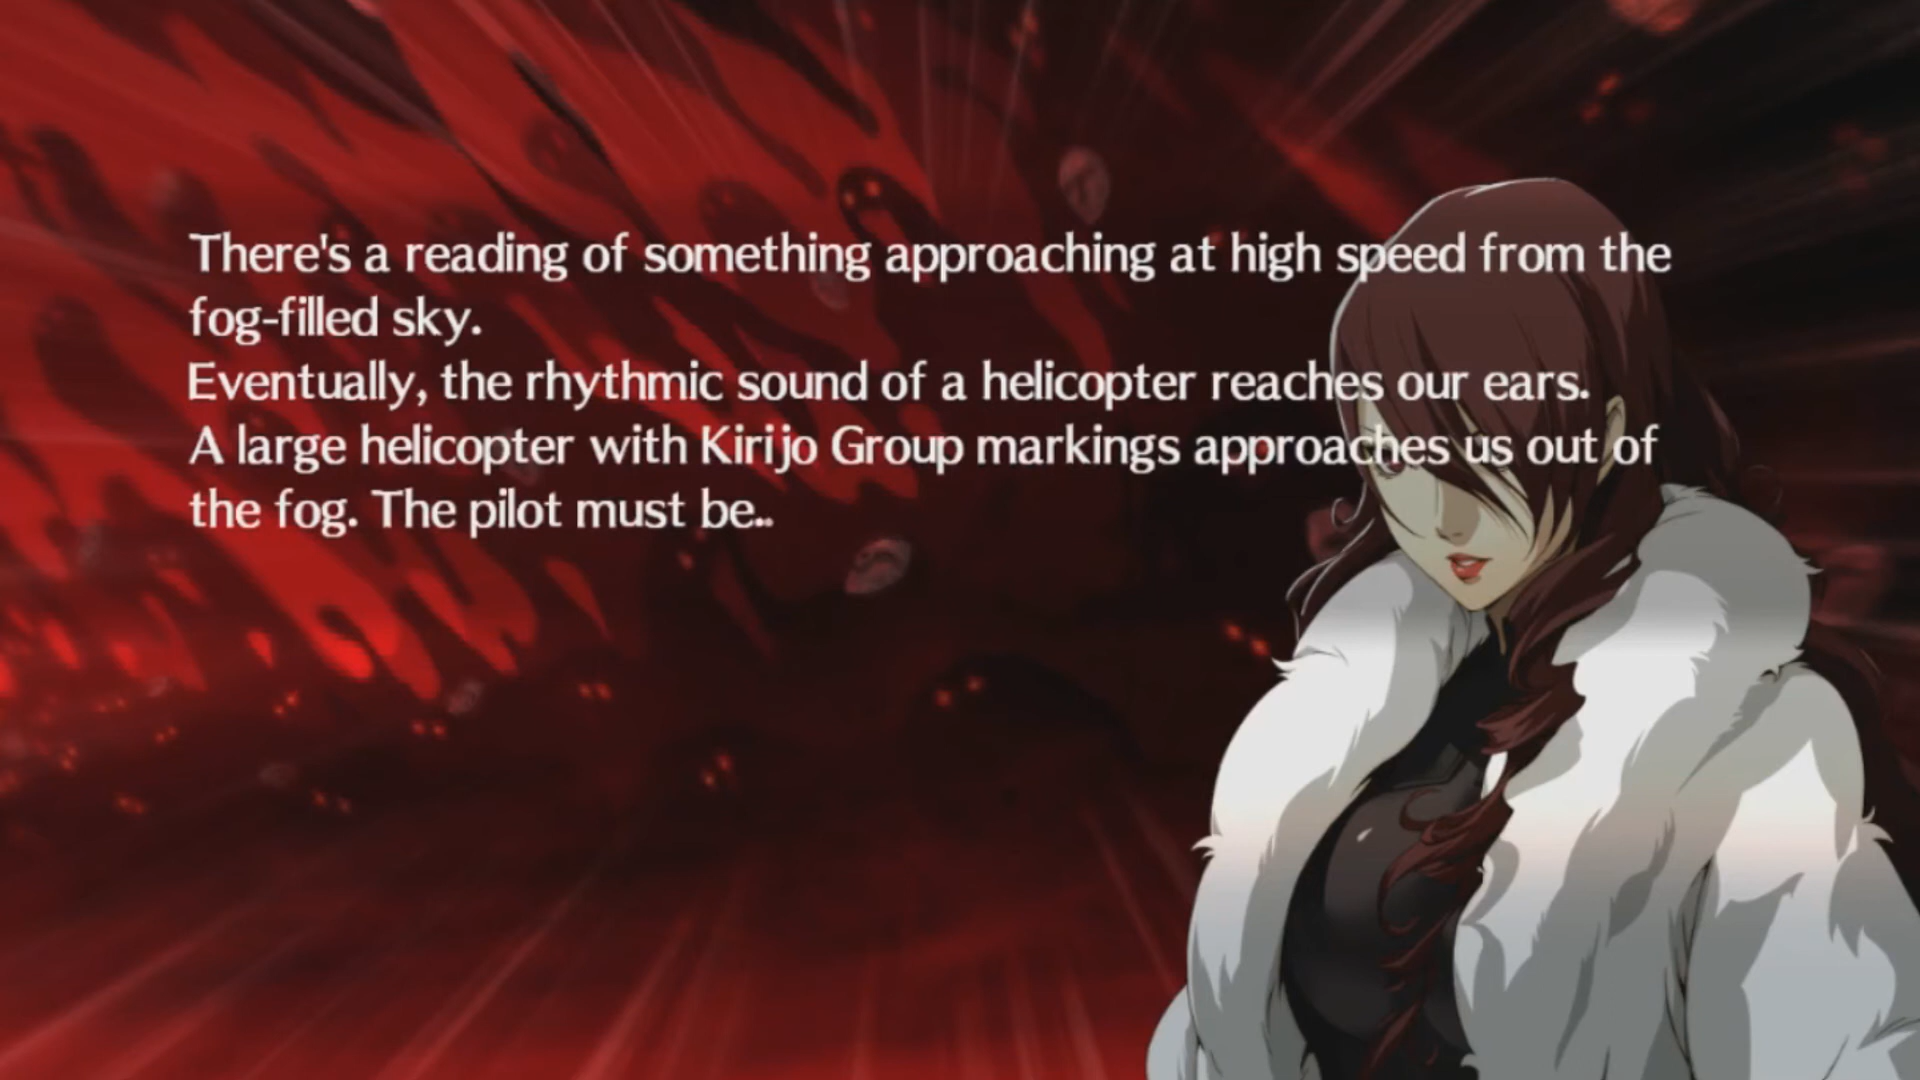 There's a reading of something approaching at high speed from the
fog-filled sky.
Eventually, the rhythmic sound of a helicopter reaches our ears.
A large helicopter with Kirijo Group markings approaches us out of
the fog. The pilot must be...